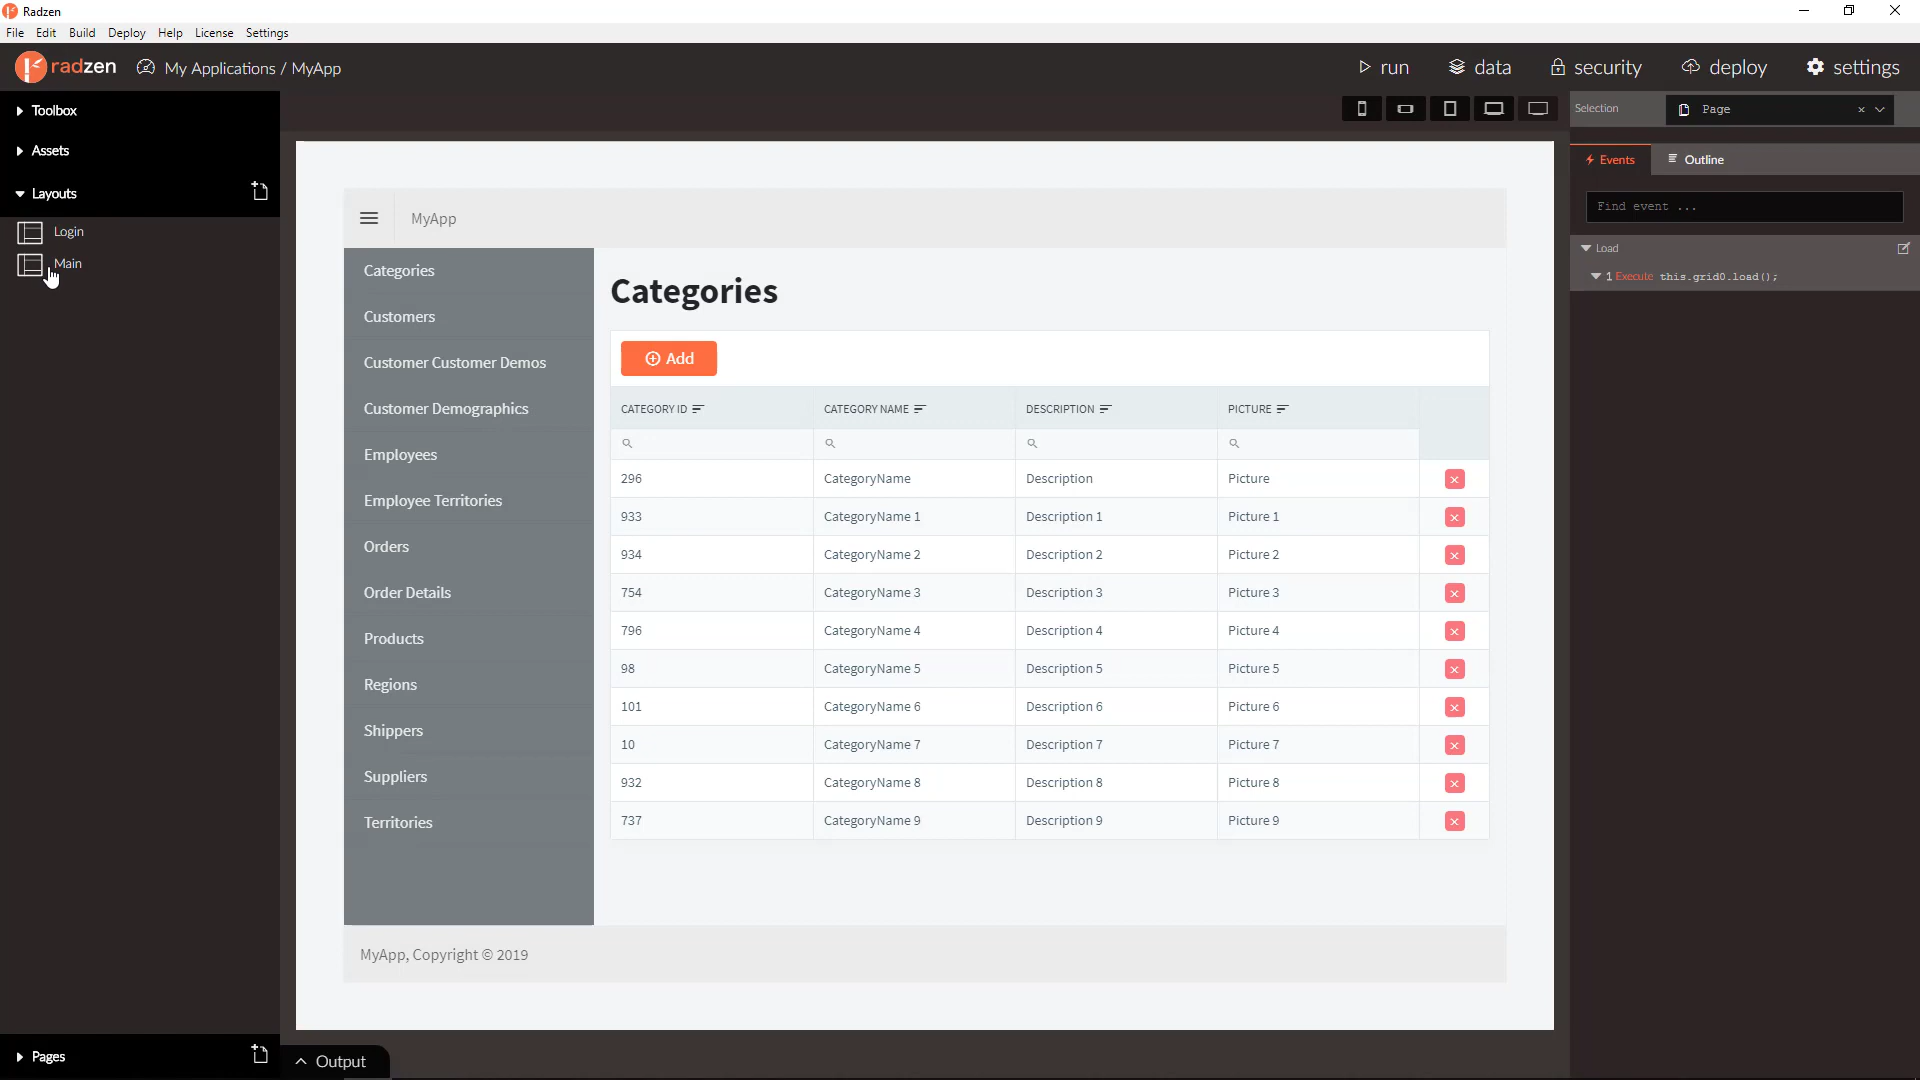 Radzen
File Edit Build Deploy Help License Settings
radzen My Applications / MyApp run data security deploy settings
Toolbox
Assets
Layouts
Login
Main
Pages
MyApp
Categories
Customers
Customer Customer Demos
Customer Demographics
Employees
Employee Territories
Orders
Order Details
Products
Regions
Shippers
Suppliers
Territories
Categories
Add
CATEGORY ID CATEGORY NAME DESCRIPTION PICTURE
296 CategoryName Description Picture
933 CategoryName 1 Description 1 Picture 1
934 CategoryName 2 Description 2 Picture 2
754 CategoryName 3 Description 3 Picture 3
796 CategoryName 4 Description 4 Picture 4
98 CategoryName 5 Description 5 Picture 5
101 CategoryName 6 Description 6 Picture 6
10 CategoryName 7 Description 7 Picture 7
932 CategoryName 8 Description 8 Picture 8
737 CategoryName 9 Description 9 Picture 9
MyApp, Copyright © 2019
Output
Selection Page
Events Outline
Find event ...
Load
1 Execute this.grid0.load();